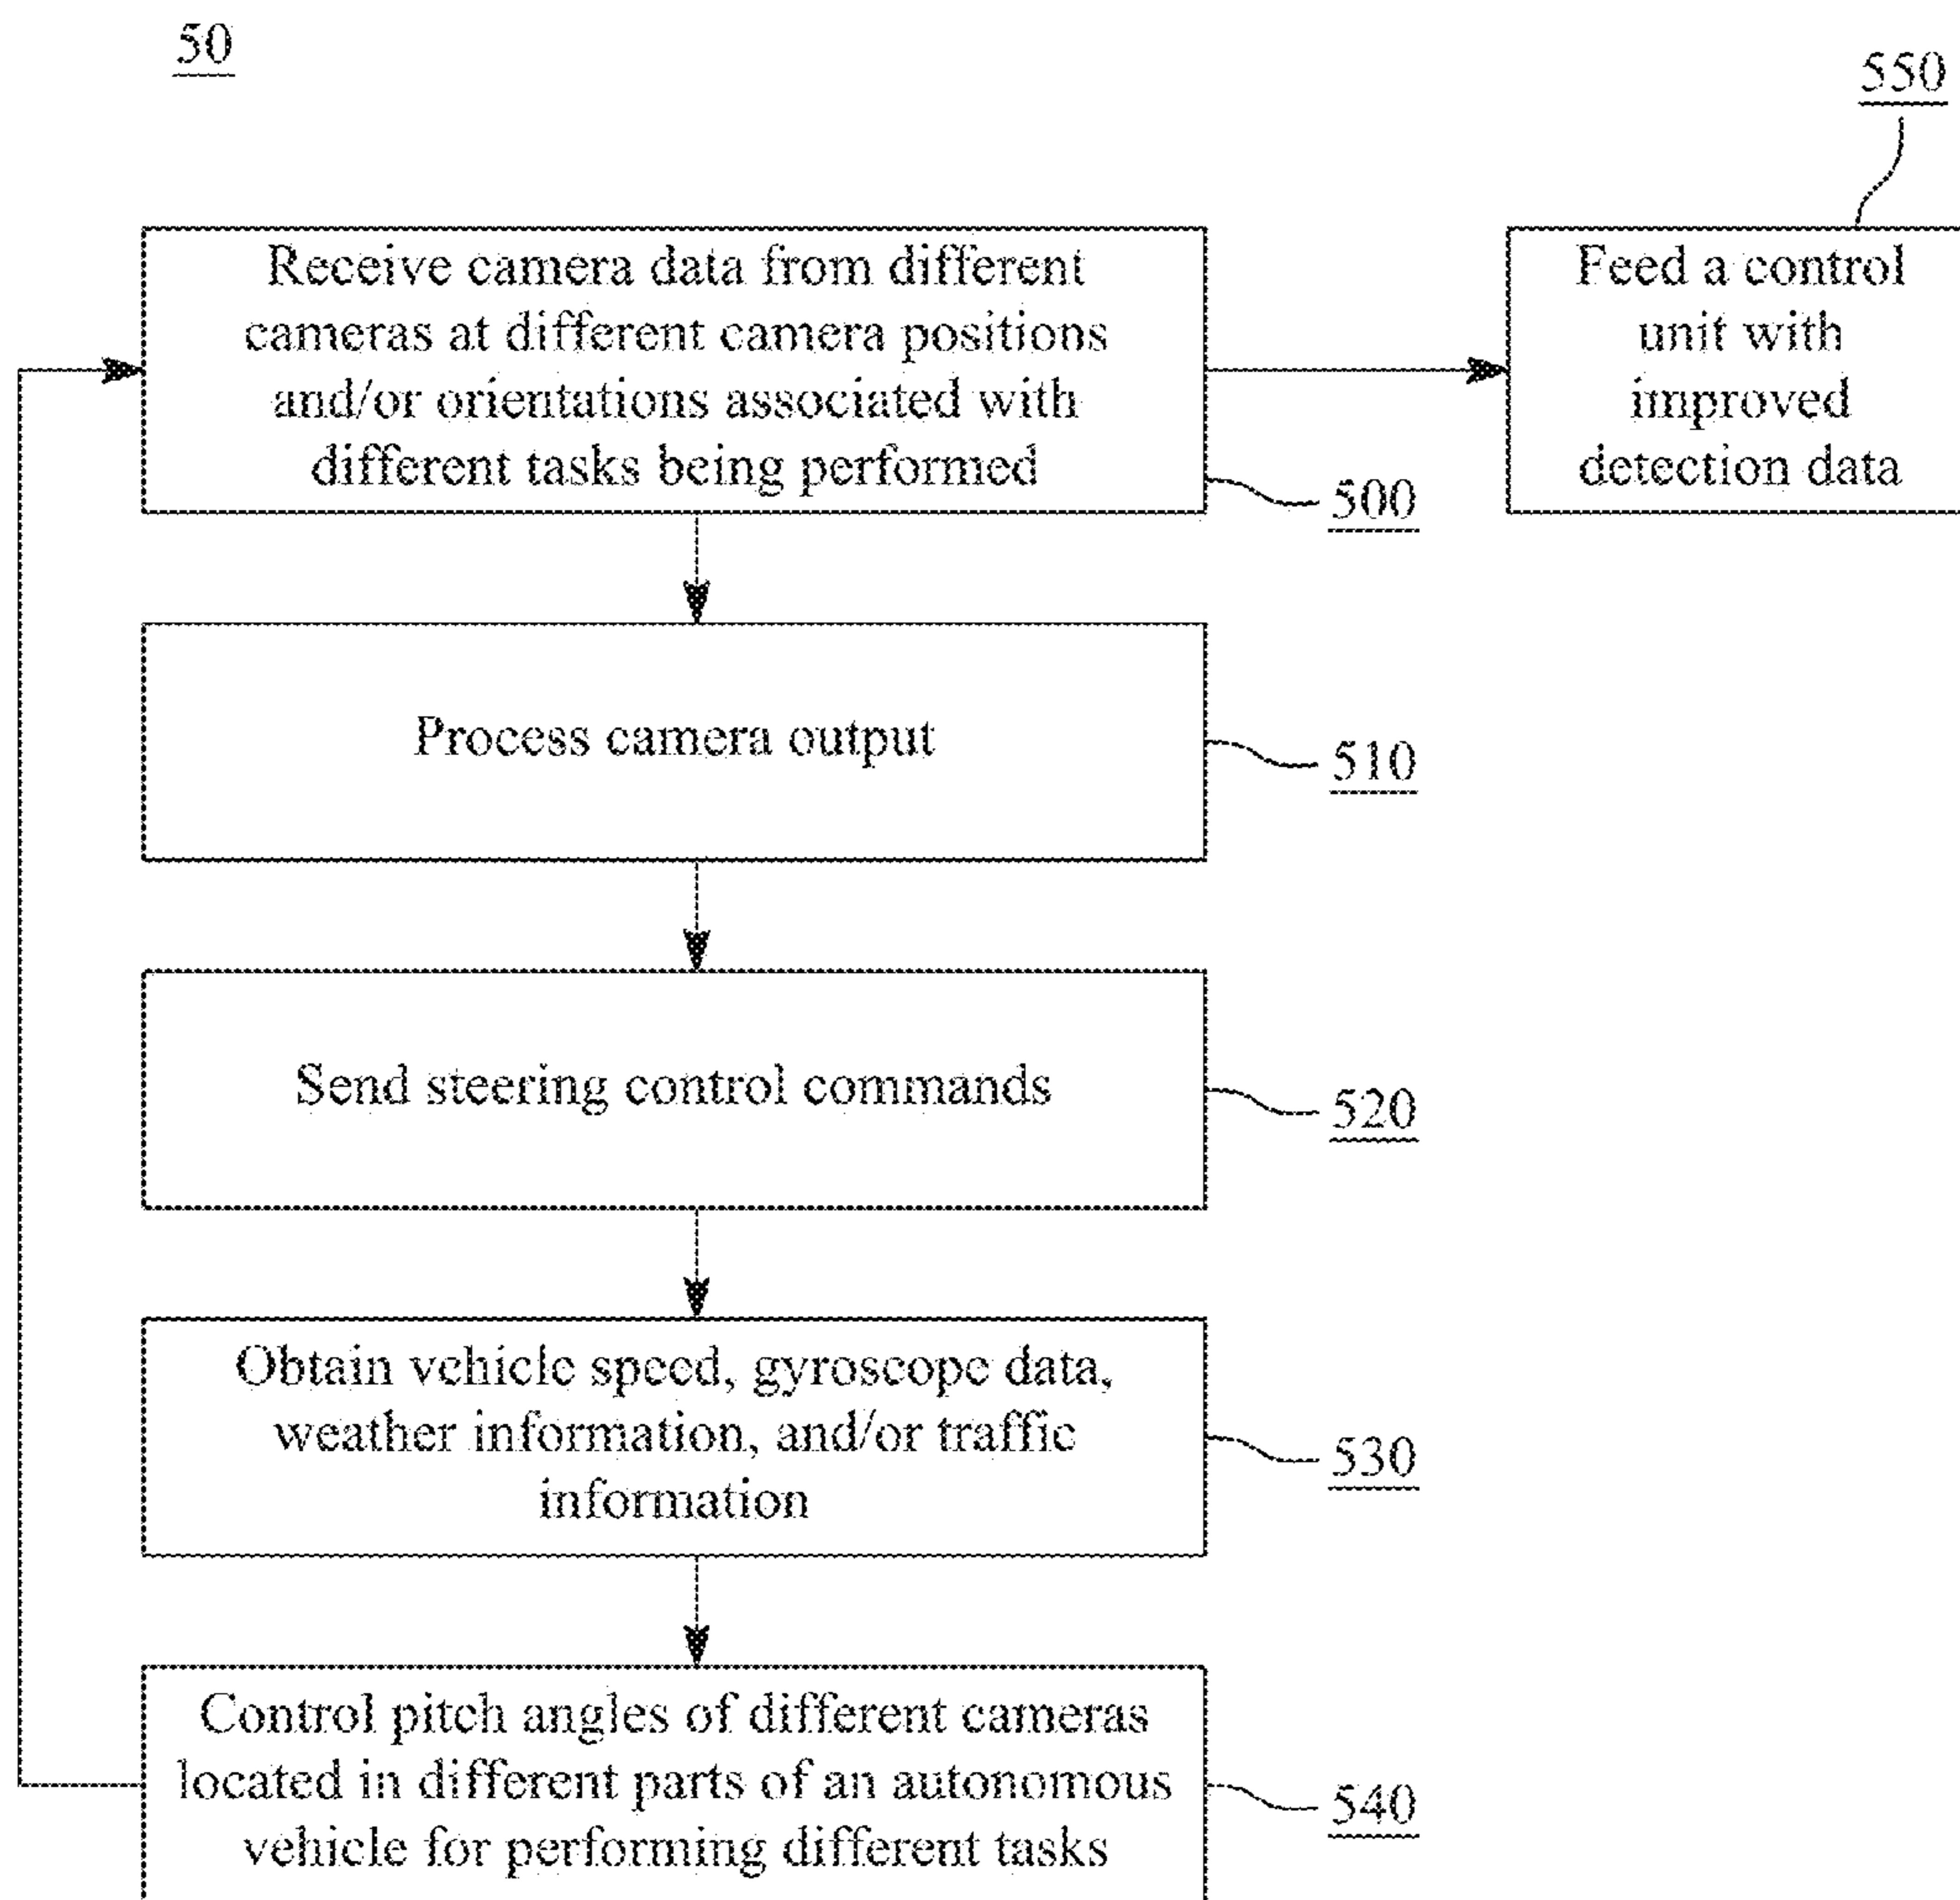 50
550
Receive camera data from different
cameras at different camera positions
and/or orientations associated with
different tasks being performed
500
Feed a control
unit with
improved
detection data
Process camera output
510
Send steering control commands
520
Obtain vehicle speed, gyroscope data,
weather information, and/or traffic
information
530
Control pitch angles of different cameras
located in different parts of an autonomous
vehicle for performing different tasks
540